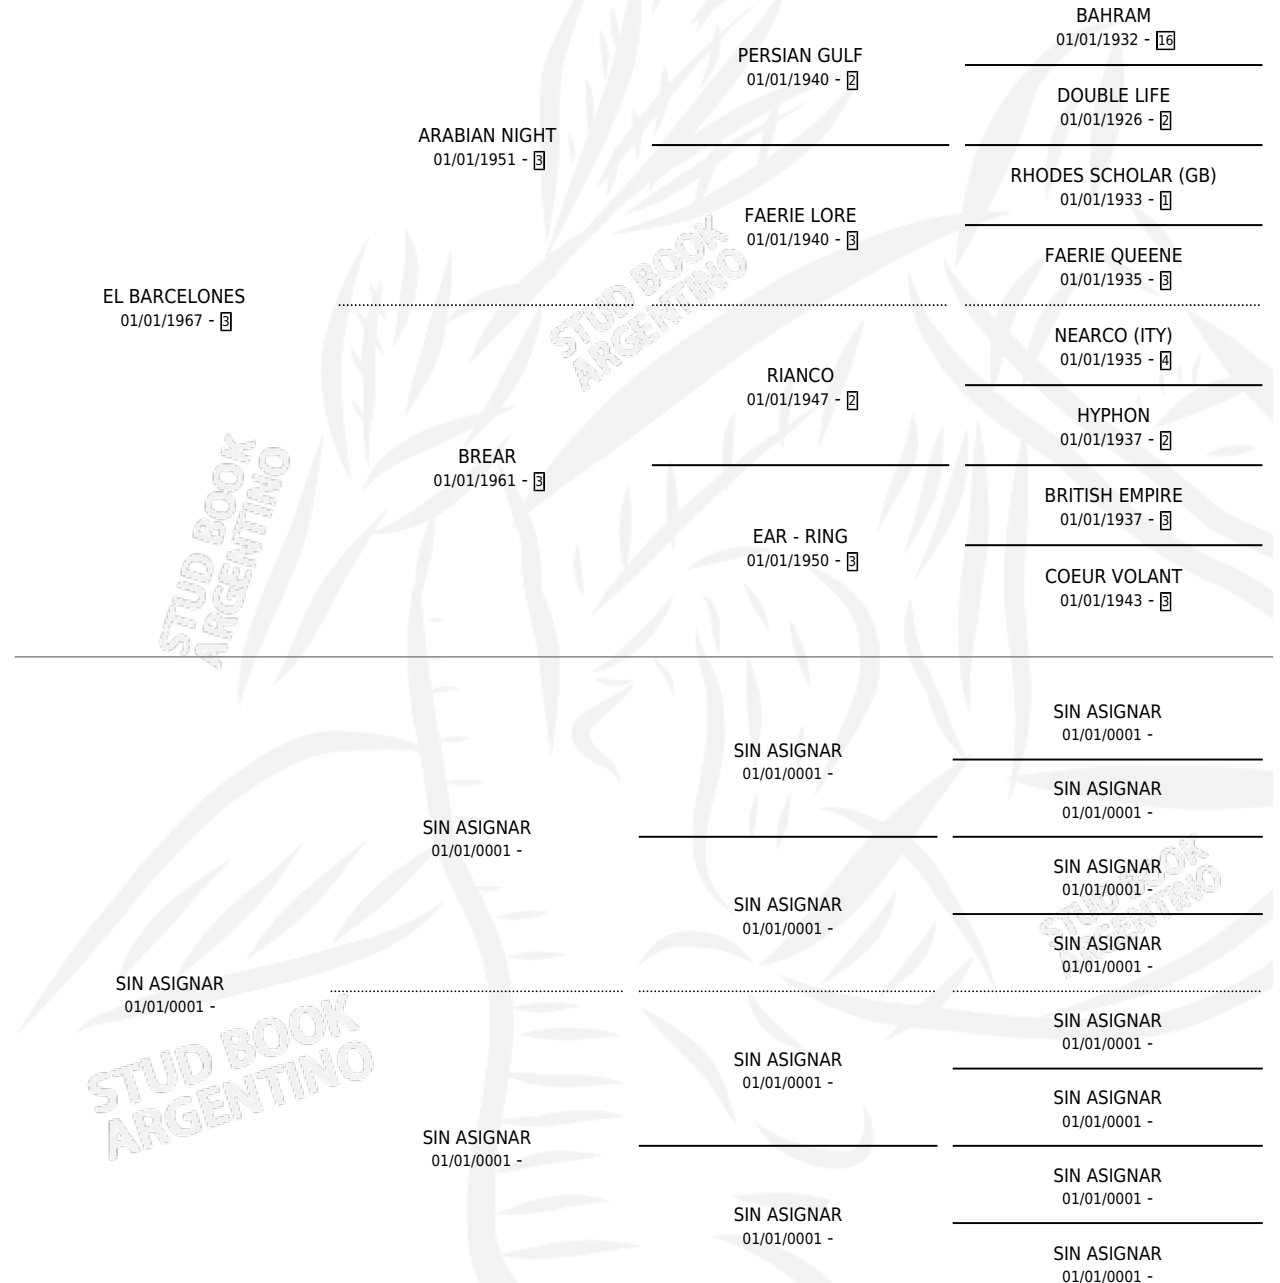 BAHRAM
01/01/1932 - 16
PERSIAN GULF
01/01/1940 - 2
DOUBLE LIFE
01/01/1926 - 2
ARABIAN NIGHT
01/01/1951 - 3
RHODES SCHOLAR (GB)
01/01/1933 - 1
FAERIE LORE
01/01/1940 - 3
FAERIE QUEENE
01/01/1935 - 3
EL BARCELONES
01/01/1967 - 3
NEARCO (ITY)
01/01/1935 - 4
RIANCO
01/01/1947 - 2
HYPHON
01/01/1937 - 2
BREAR
01/01/1961 - 3
BRITISH EMPIRE
01/01/1937 - 3
EAR - RING
01/01/1950 - 3
COEUR VOLANT
01/01/1943 - 3
STUD BOOK
ARGENTINO
STUD BOOK
ARGENTINO
SIN ASIGNAR
01/01/0001 -
SIN ASIGNAR
01/01/0001 -
SIN ASIGNAR
01/01/0001 -
SIN ASIGNAR
01/01/0001 -
SIN ASIGNAR
01/01/0001 -
SIN ASIGNAR
01/01/0001 -
SIN ASIGNAR
01/01/0001 -
SIN ASIGNAR
01/01/0001 -
SIN ASIGNAR
01/01/0001 -
SIN ASIGNAR
01/01/0001 -
SIN ASIGNAR
01/01/0001 -
SIN ASIGNAR
01/01/0001 -
SIN ASIGNAR
01/01/0001 -
SIN ASIGNAR
01/01/0001 -
SIN ASIGNAR
01/01/0001 -
STUD BOOK
ARGENTINO
STUD BOOK
ARGENTINO